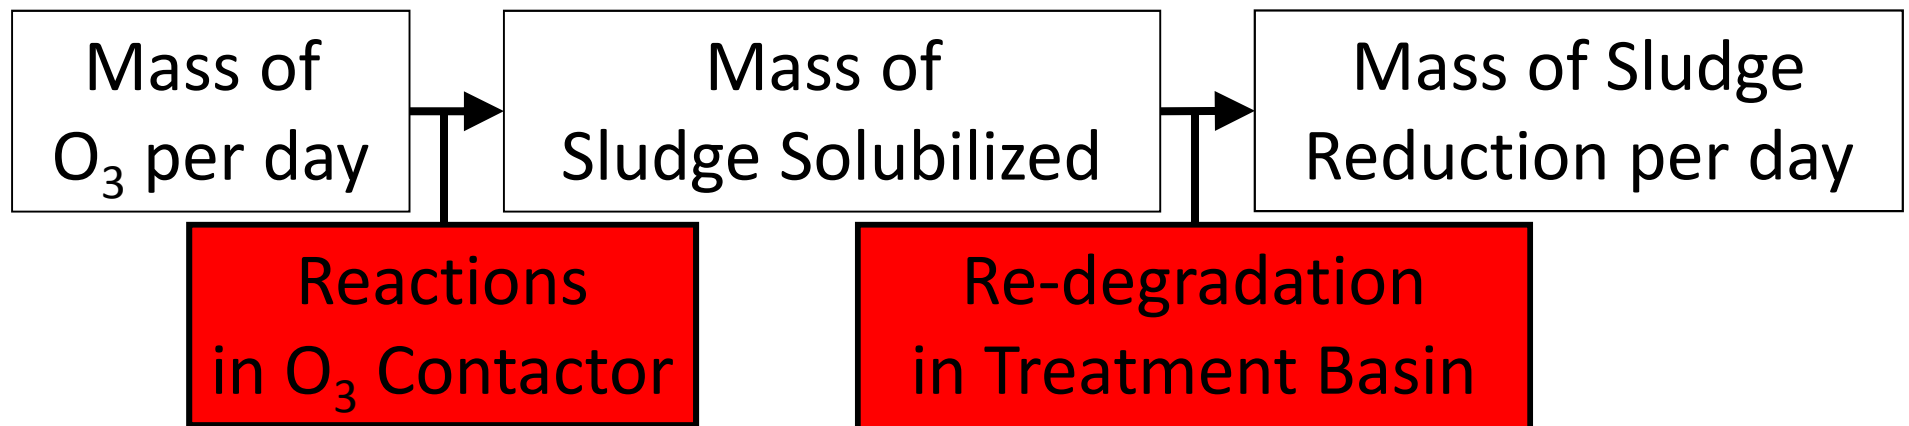 Mass of
O₃ per day
Mass of
Sludge Solubilized
Mass of Sludge
Reduction per day
Reactions
in O₃ Contactor
Re-degradation
in Treatment Basin